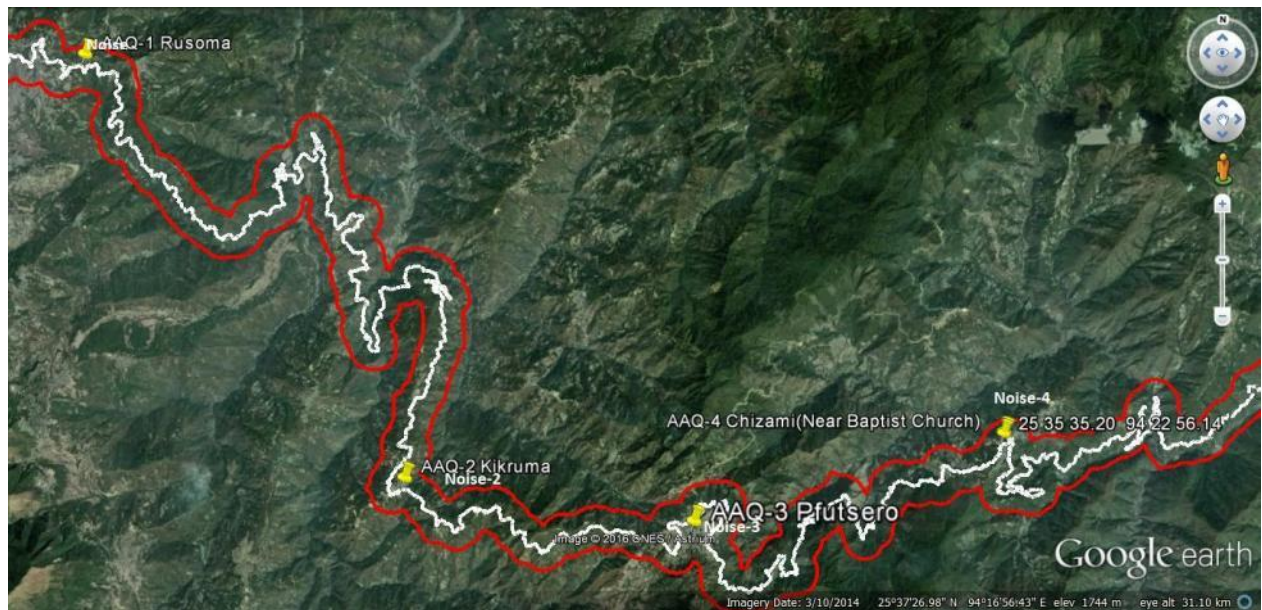 N
Noise
AAQ-1 Rusoma
Noise-4
AAQ-4 Chizami(Near Baptist Church)
25 35 35.20 94 22 56.14
AAQ-2 Kikruma
Noise-2
AAQ-3 Pfutsero
Noise-3
Image © 2016 CNES / Astrium
Google earth
Imagery Date: 3/10/2014 25°37'26.98" N 94°16'56.43" E elev 1744 m eye alt 31.10 km